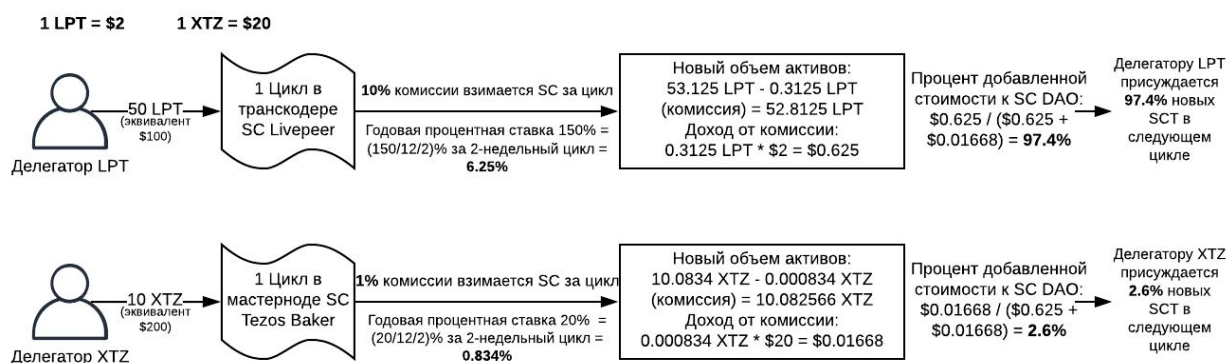 1 LPT = $2 1 XTZ = $20
Делегатор LPT
50 LPT
(эквивалент
$100)
1 Цикл в
транскодере
SC Livepeer
10% комиссии взимается SC за цикл
Годовая процентная ставка 150% =
(150/12/2)% за 2-недельный цикл =
6.25%
Новый объем активов:
53.125 LPT - 0.3125 LPT
(комиссия) = 52.8125 LPT
Доход от комиссии:
0.3125 LPT * $2 = $0.625
Процент добавленной
стоимости к SC DAO:
$0.625 / ($0.625 +
$0.01668) = 97.4%
Делегатору LPT
присуждается
97.4% новых
SCT в
следующем
цикле
Делегатор XTZ
10 XTZ
(эквивалент
$200)
1 Цикл в
мастерноде SC
Tezos Baker
1% комиссии взимается SC за цикл
Годовая процентная ставка 20% =
(20/12/2)% за 2-недельный цикл =
0.834%
Новый объем активов:
10.0834 XTZ - 0.000834 XTZ
(комиссия) = 10.082566 XTZ
Доход от комиссии:
0.000834 XTZ * $20 = $0.01668
Процент добавленной
стоимости к SC DAO:
$0.01668 / ($0.625 +
$0.01668) = 2.6%
Делегатору XTZ
присуждается
2.6% новых
SCT в
следующем
цикле